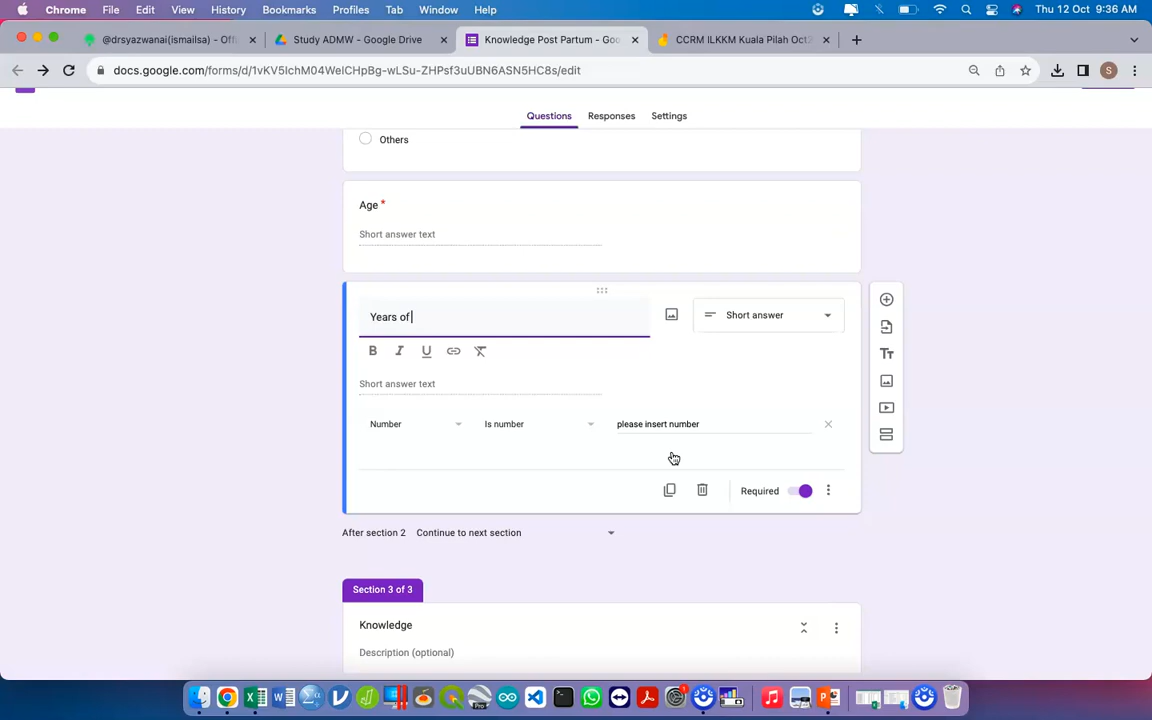 Chrome File Edit View History Bookmarks Profiles Tab Window Help Thu 12 Oct 9:36 AM
@drsyazwanai(ismailsa) - Offi Study ADMW - Google Drive Knowledge Post Partum - Goo CCRM ILKKM Kuala Pilah Oct2
docs.google.com/forms/d/1vKV5IchM04WelCHpBg-wLSu-ZHPsf3uUBN6ASN5HC8s/edit S
Questions Responses Settings
Others
Age *
Short answer text
Years of
Short answer
B I U
Short answer text
Number Is number please insert number
Required
After section 2 Continue to next section
Section 3 of 3
Knowledge
Description (optional)